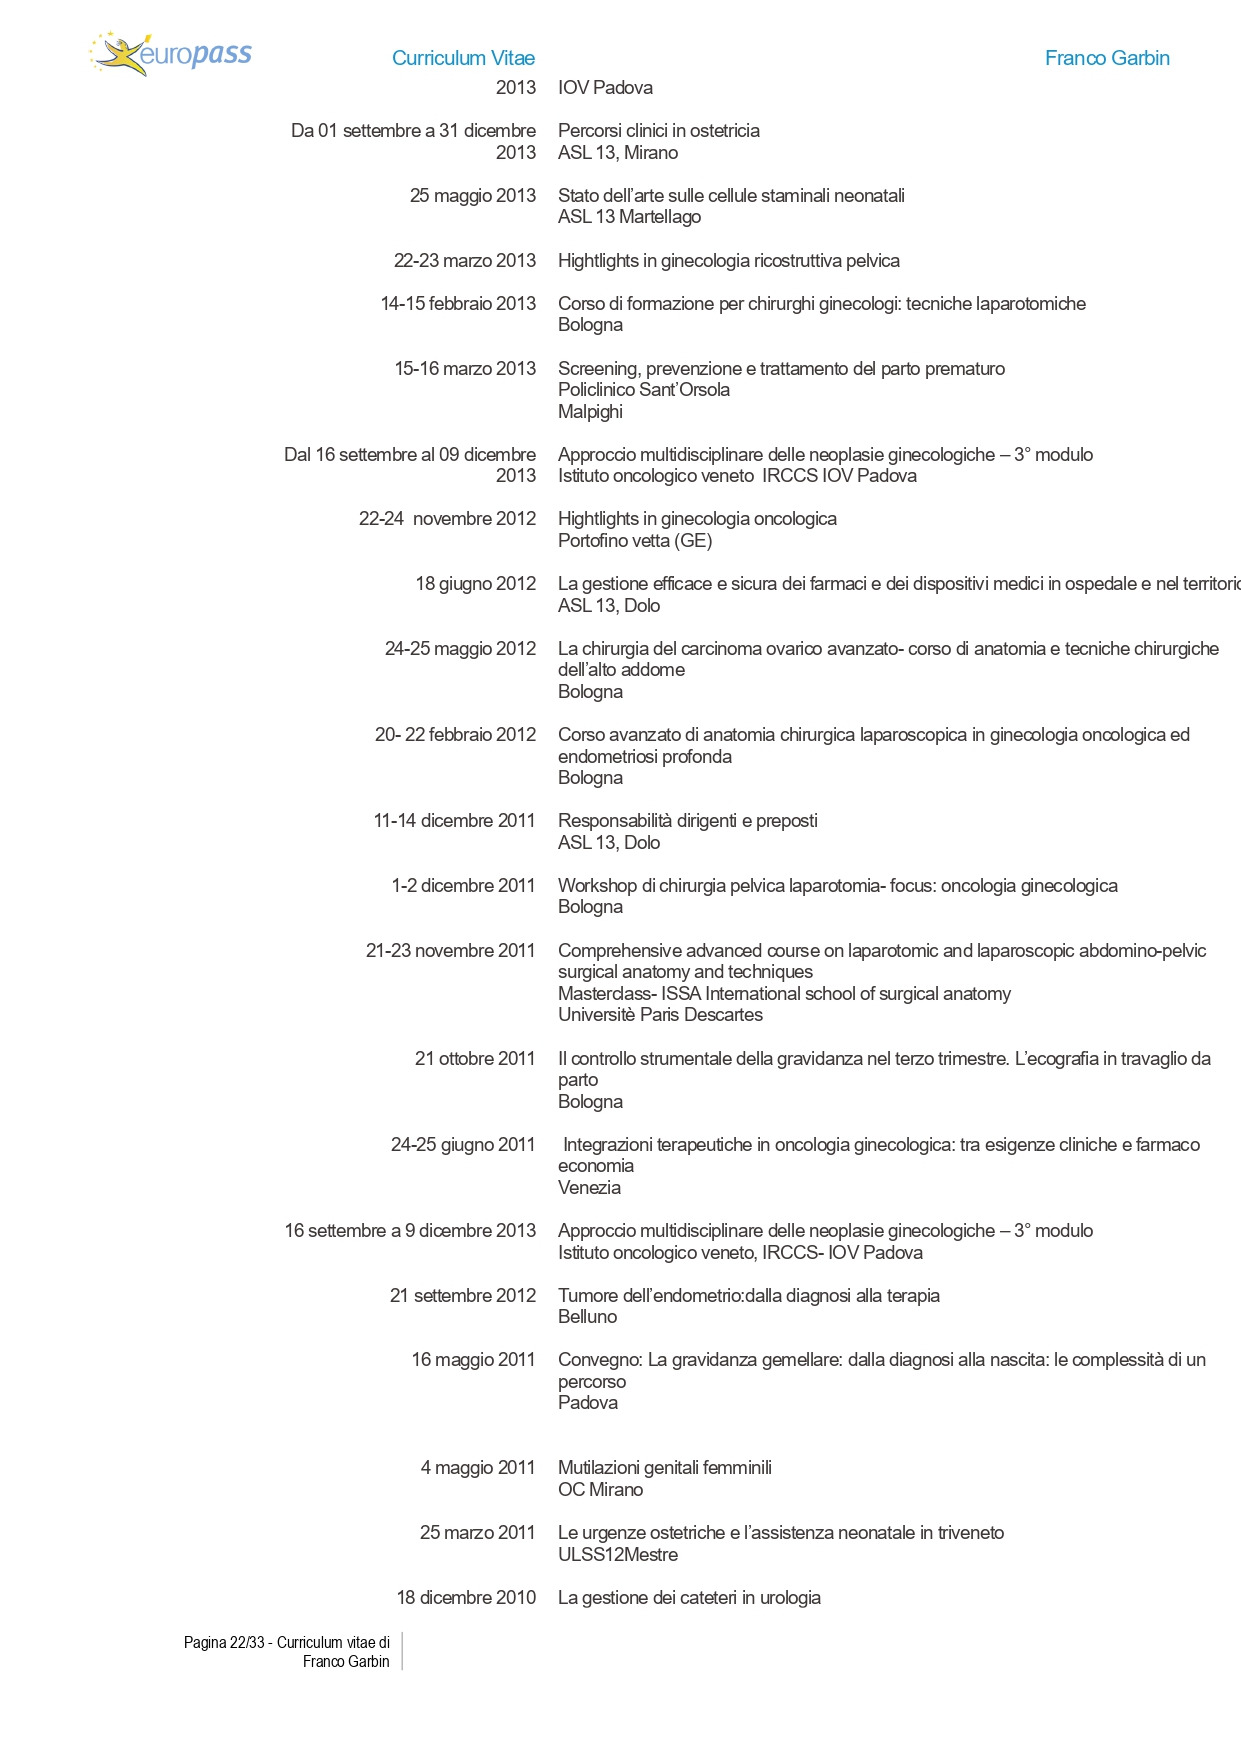 europass
Curriculum Vitae Franco Garbin
2013 IOV Padova
Da 01 settembre a 31 dicembre Percorsi clinici in ostetricia
2013 ASL 13, Mirano
25 maggio 2013 Stato dell’arte sulle cellule staminali neonatali
ASL 13 Martellago
22-23 marzo 2013 Hightlights in ginecologia ricostruttiva pelvica
14-15 febbraio 2013 Corso di formazione per chirurghi ginecologi: tecniche laparotomiche
Bologna
15-16 marzo 2013 Screening, prevenzione e trattamento del parto prematuro
Policlinico Sant’Orsola
Malpighi
Dal 16 settembre al 09 dicembre Approccio multidisciplinare delle neoplasie ginecologiche – 3° modulo
2013 Istituto oncologico veneto  IRCCS IOV Padova
22-24  novembre 2012 Hightlights in ginecologia oncologica
Portofino vetta (GE)
18 giugno 2012 La gestione efficace e sicura dei farmaci e dei dispositivi medici in ospedale e nel territorio
ASL 13, Dolo
24-25 maggio 2012 La chirurgia del carcinoma ovarico avanzato- corso di anatomia e tecniche chirurgiche
dell’alto addome
Bologna
20- 22 febbraio 2012 Corso avanzato di anatomia chirurgica laparoscopica in ginecologia oncologica ed
endometriosi profonda
Bologna
11-14 dicembre 2011 Responsabilità dirigenti e preposti
ASL 13, Dolo
1-2 dicembre 2011 Workshop di chirurgia pelvica laparotomia- focus: oncologia ginecologica
Bologna
21-23 novembre 2011 Comprehensive advanced course on laparotomic and laparoscopic abdomino-pelvic
surgical anatomy and techniques
Masterclass- ISSA International school of surgical anatomy
Universitè Paris Descartes
21 ottobre 2011 Il controllo strumentale della gravidanza nel terzo trimestre. L’ecografia in travaglio da
parto
Bologna
24-25 giugno 2011 Integrazioni terapeutiche in oncologia ginecologica: tra esigenze cliniche e farmaco
economia
Venezia
16 settembre a 9 dicembre 2013 Approccio multidisciplinare delle neoplasie ginecologiche – 3° modulo
Istituto oncologico veneto, IRCCS- IOV Padova
21 settembre 2012 Tumore dell’endometrio:dalla diagnosi alla terapia
Belluno
16 maggio 2011 Convegno: La gravidanza gemellare: dalla diagnosi alla nascita: le complessità di un
percorso
Padova
4 maggio 2011 Mutilazioni genitali femminili
OC Mirano
25 marzo 2011 Le urgenze ostetriche e l’assistenza neonatale in triveneto
ULSS12Mestre
18 dicembre 2010 La gestione dei cateteri in urologia
Pagina 22/33 - Curriculum vitae di
Franco Garbin